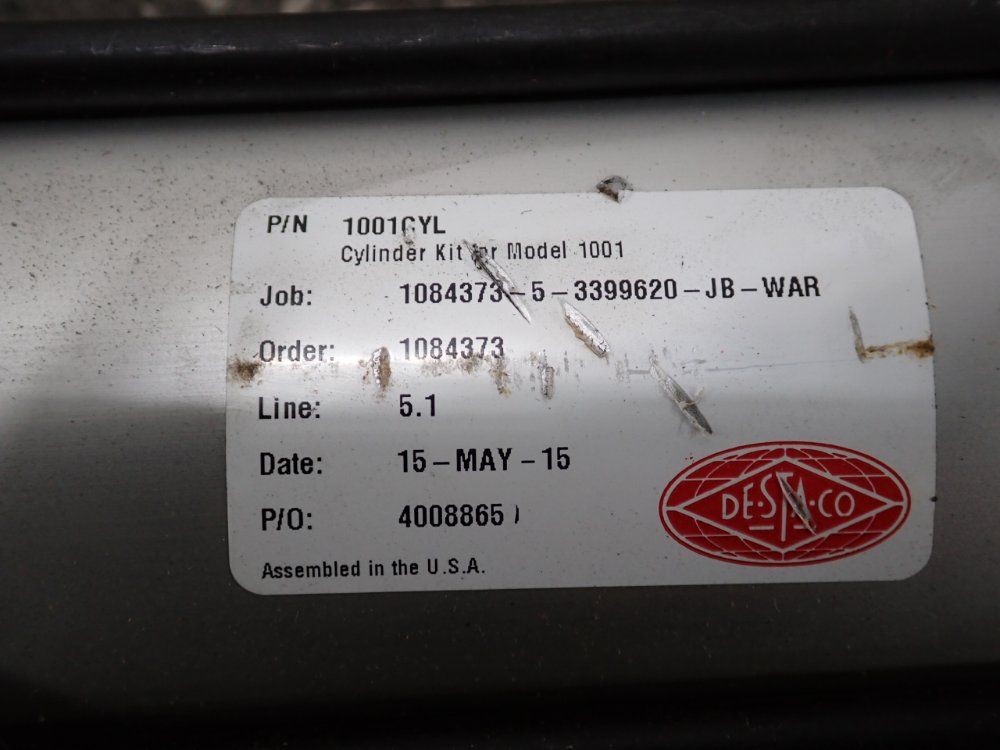 P/N 1001CYL
Cylinder Kit for Model 1001
Job: 1084373-5-3399620-JB-WAR
Order: 1084373
Line: 5.1
Date: 15-MAY-15
P/O: 4008865
Assembled in the U.S.A.
DE-STA-CO